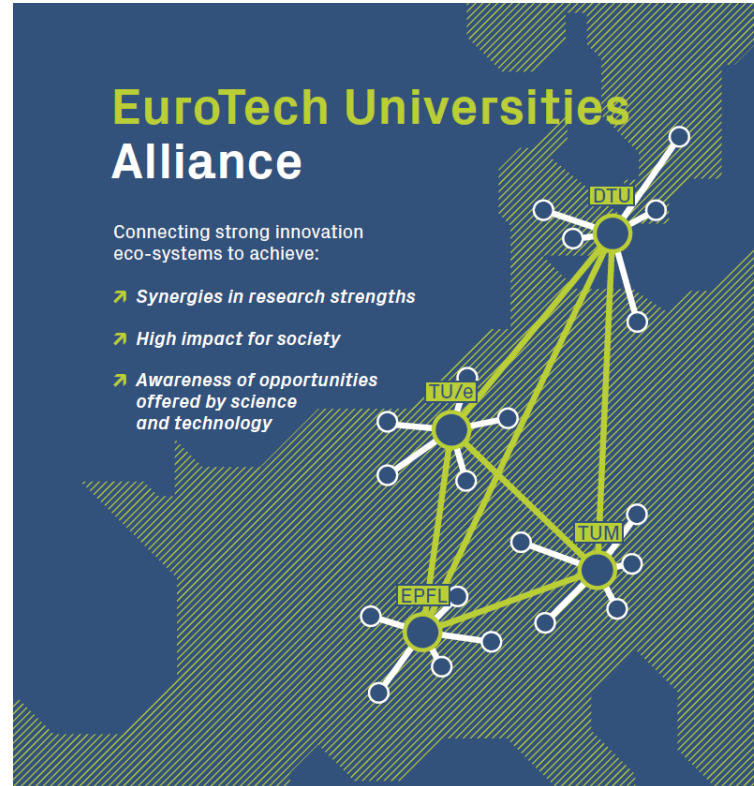 EuroTech Universities
Alliance
Connecting strong innovation
eco-systems to achieve:
Synergies in research strengths
High impact for society
Awareness of opportunities
offered by science
and technology
DTU
TU/e
TUM
EPFL